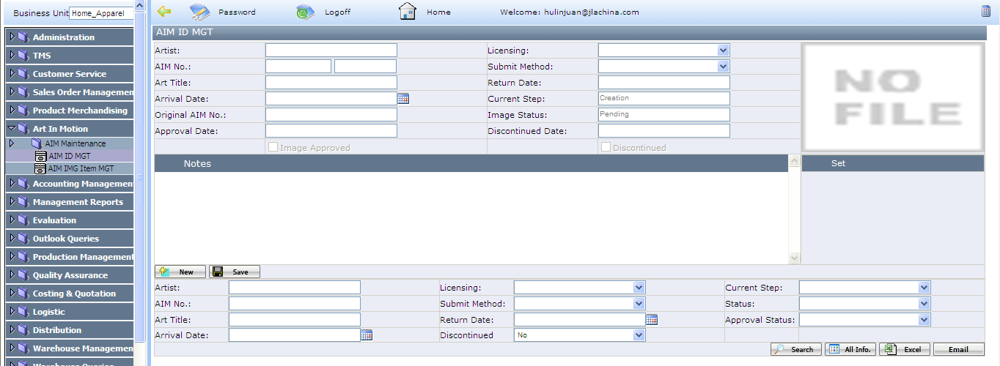 Business Unit Home_Apparel
Password Logoff Home Welcome: hulinjuan@jlachina.com
Administration
TMS
Customer Service
Sales Order Managemen
Product Merchandising
Art In Motion
AIM Maintenance
AIM ID MGT
AIM IMG Item MGT
Accounting Managemen
Management Reports
Evaluation
Outlook Queries
Production Management
Quality Assurance
Costing & Quotation
Logistic
Distribution
Warehouse Managemen
Warehouse Queries
AIM ID MGT
Artist: Licensing:
AIM No.: Submit Method:
Art Title: Return Date:
Arrival Date: Current Step: Creation
Original AIM No.: Image Status: Pending
Approval Date: Discontinued Date:
Image Approved Discontinued
NO
FILE
Notes Set
New Save
Artist: Licensing: Current Step:
AIM No.: Submit Method: Status:
Art Title: Return Date: Approval Status:
Arrival Date: Discontinued No
Search All Info. Excel Email